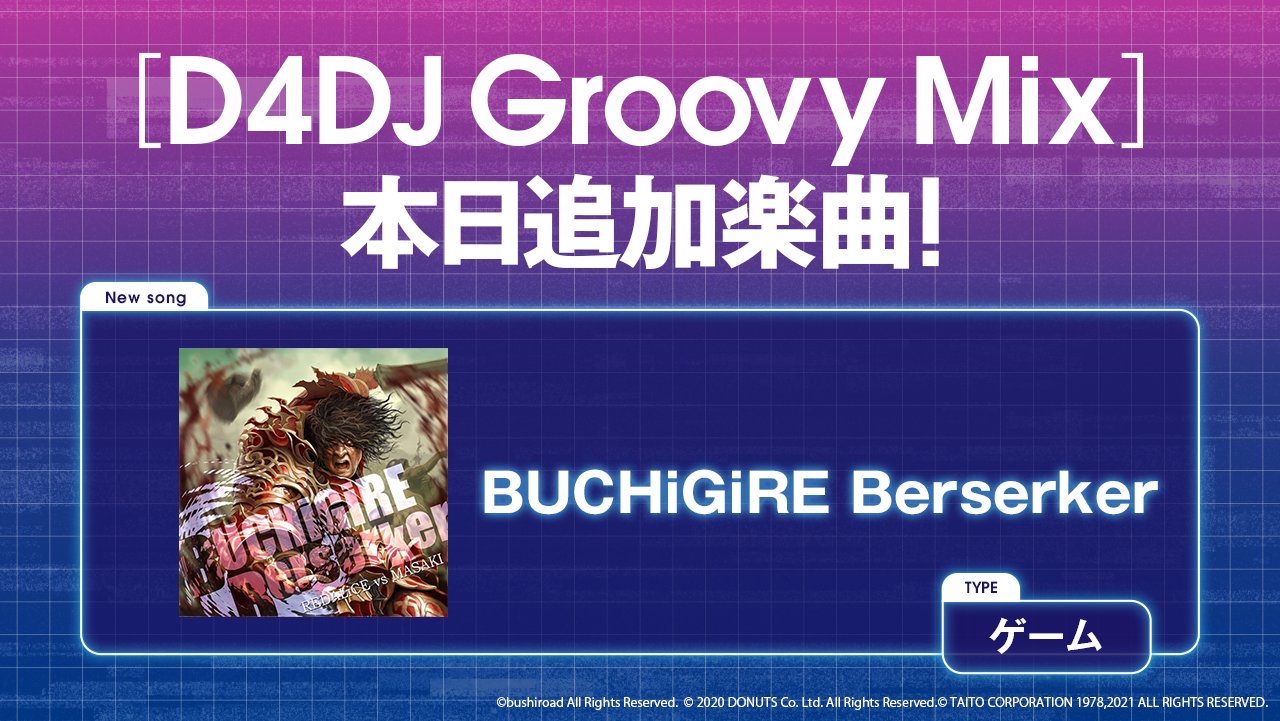 [D4DJ Groovy Mix]
本日追加楽曲!
New song
BUCHiGiRE
Berserker
REDALiCE vs MASAKI
BUCHiGiRE Berserker
TYPE
ゲーム
©bushiroad All Rights Reserved. © 2020 DONUTS Co. Ltd. All Rights Reserved.© TAITO CORPORATION 1978,2021 ALL RIGHTS RESERVED.